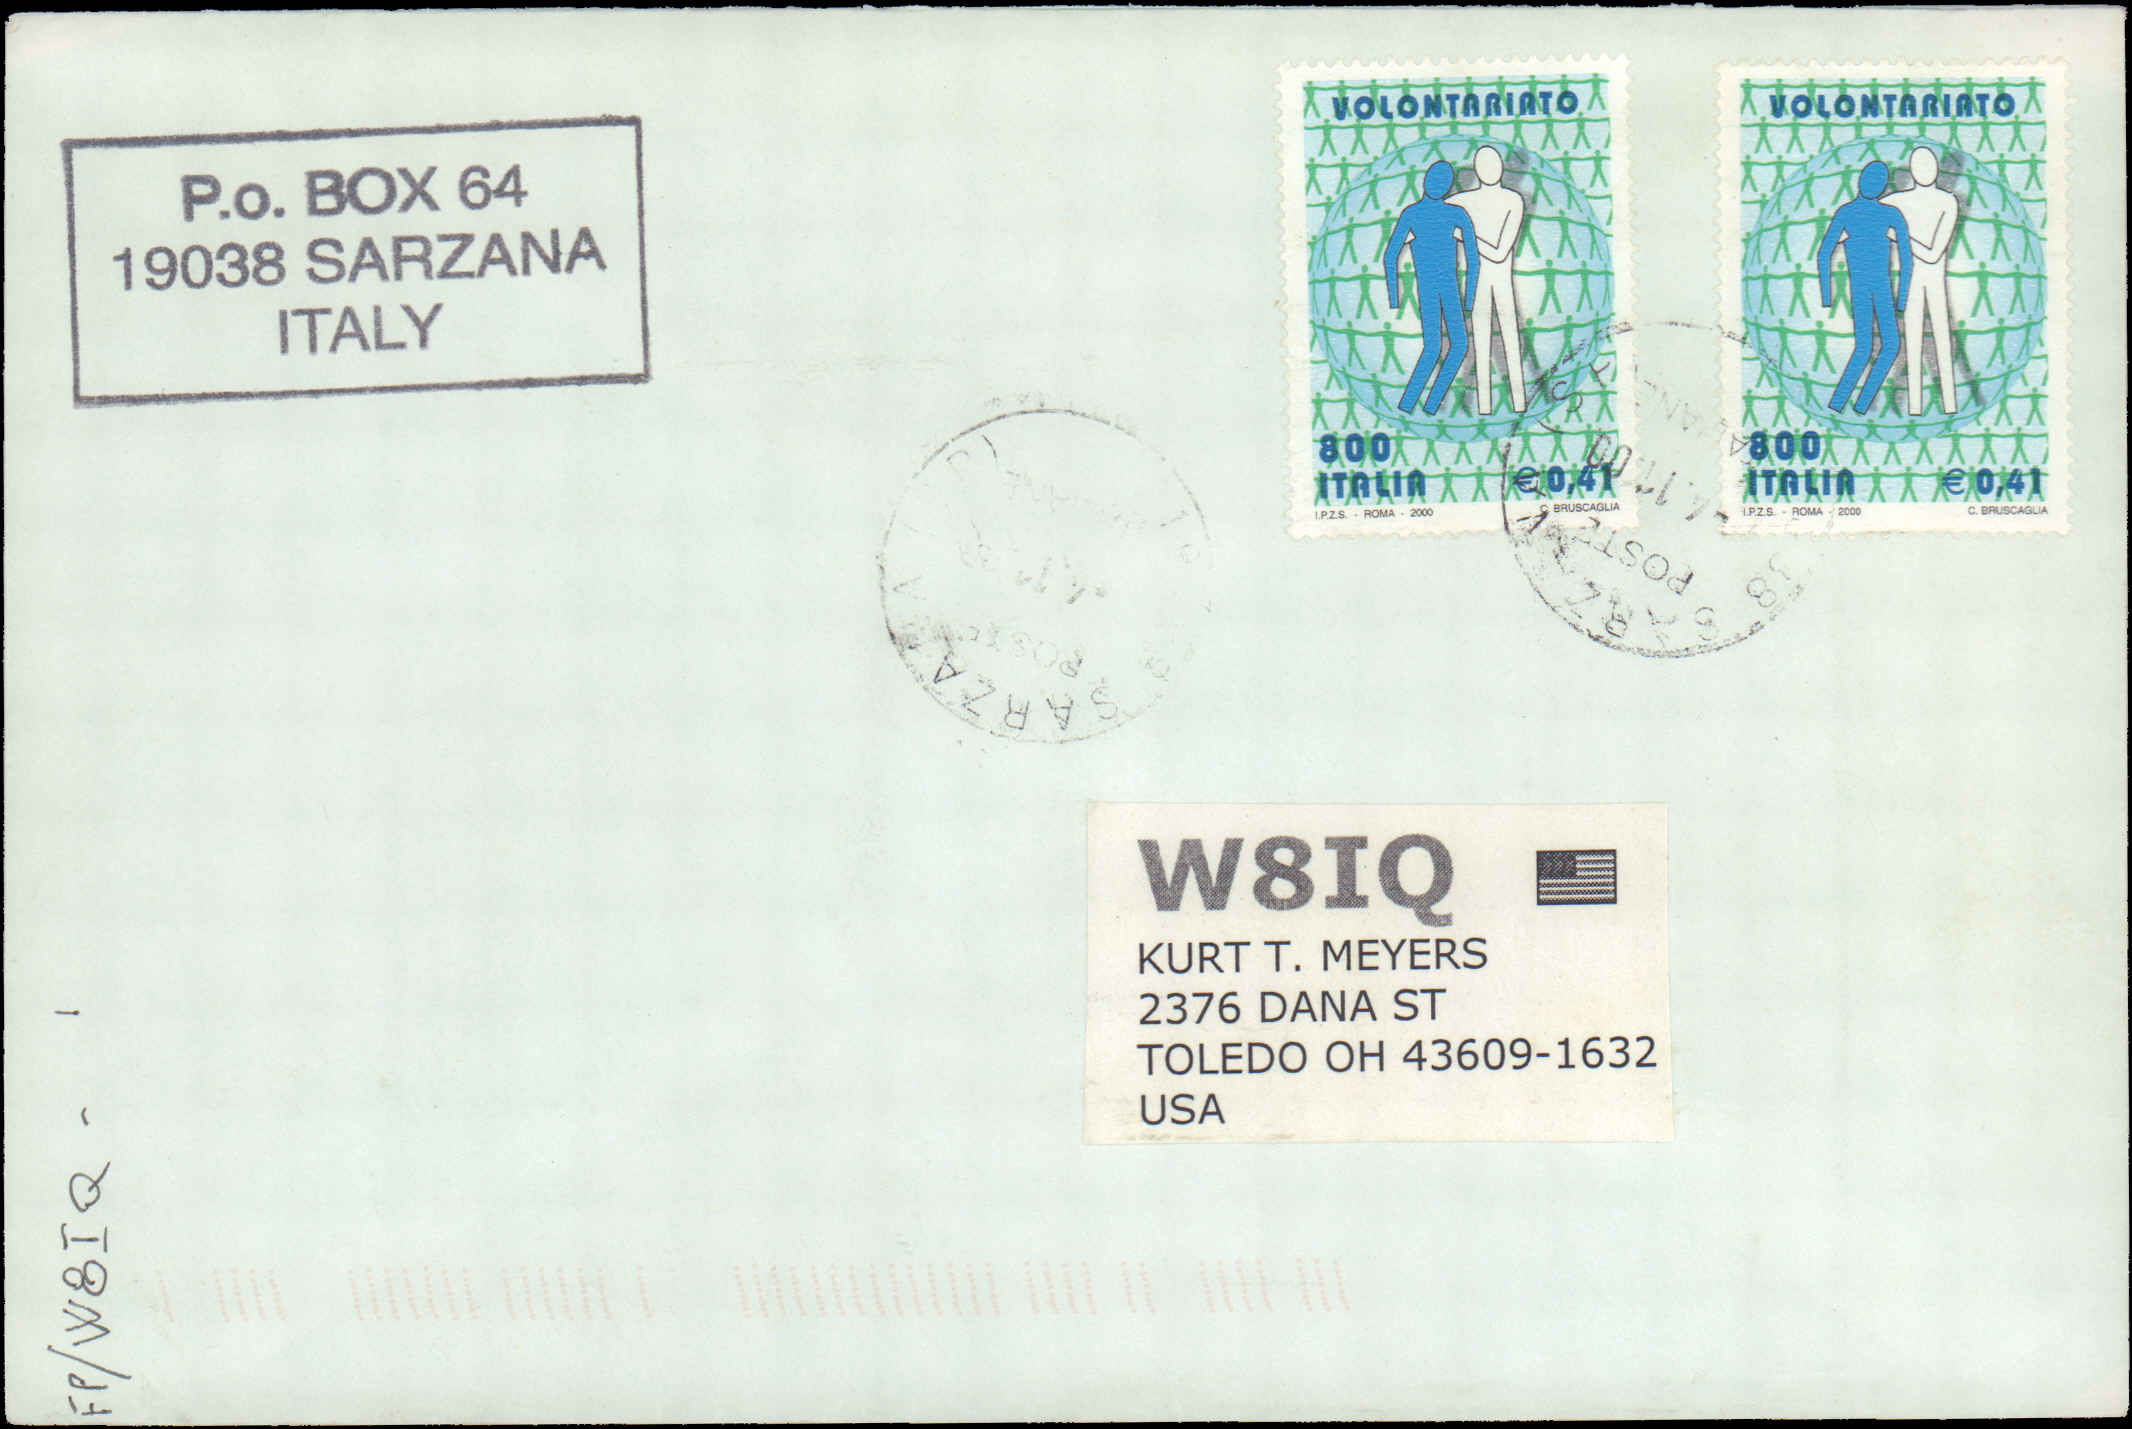 P.o. BOX 64
19038 SARZANA
ITALY
VOLONTARIATO
800
ITALIA €0,41
I.P.Z.S. - ROMA - 2000 C. BRUSCAGLIA
VOLONTARIATO
800
ITALIA €0,41
I.P.Z.S. - ROMA - 2000 C. BRUSCAGLIA
SARZANA
SARZANA
POSTE
W8IQ
KURT T. MEYERS
2376 DANA ST
TOLEDO OH 43609-1632
USA
FP/W8IQ -